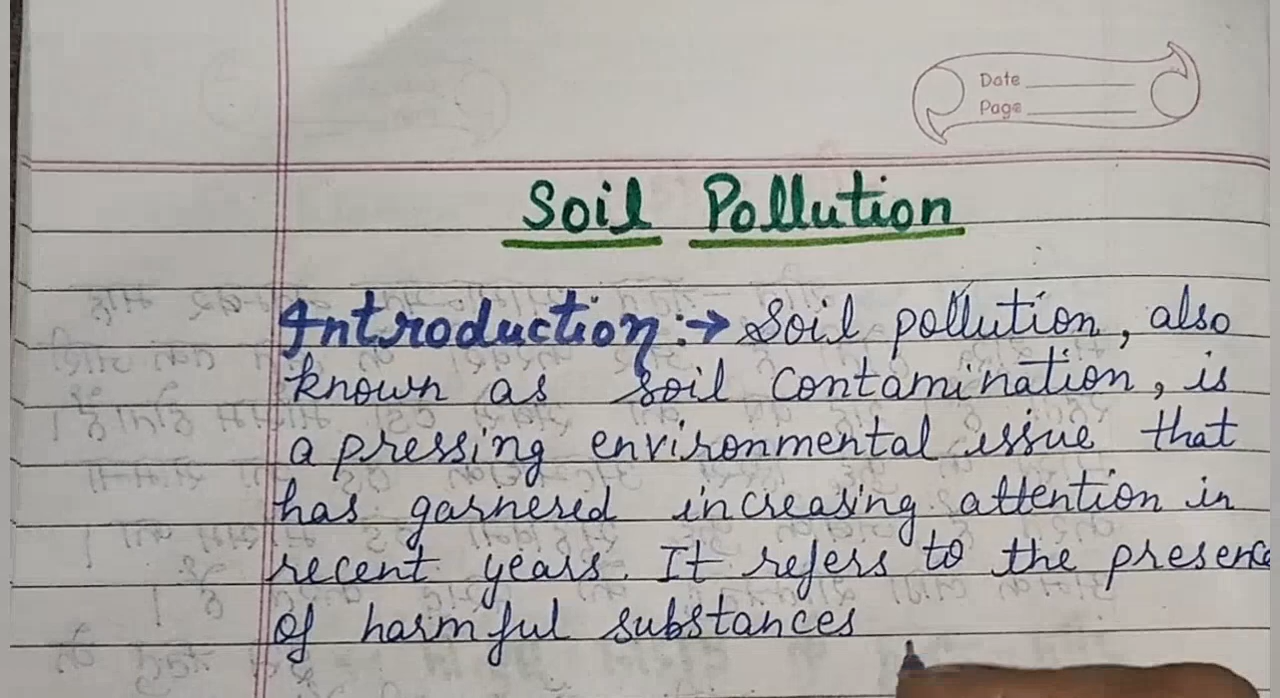 Date
Page
Soil Pollution
Introduction :→ Soil pollution, also
known as soil contamination, is
a pressing environmental issue that
has garnered increasing attention in
recent years. It refers to the presence
of harmful substances